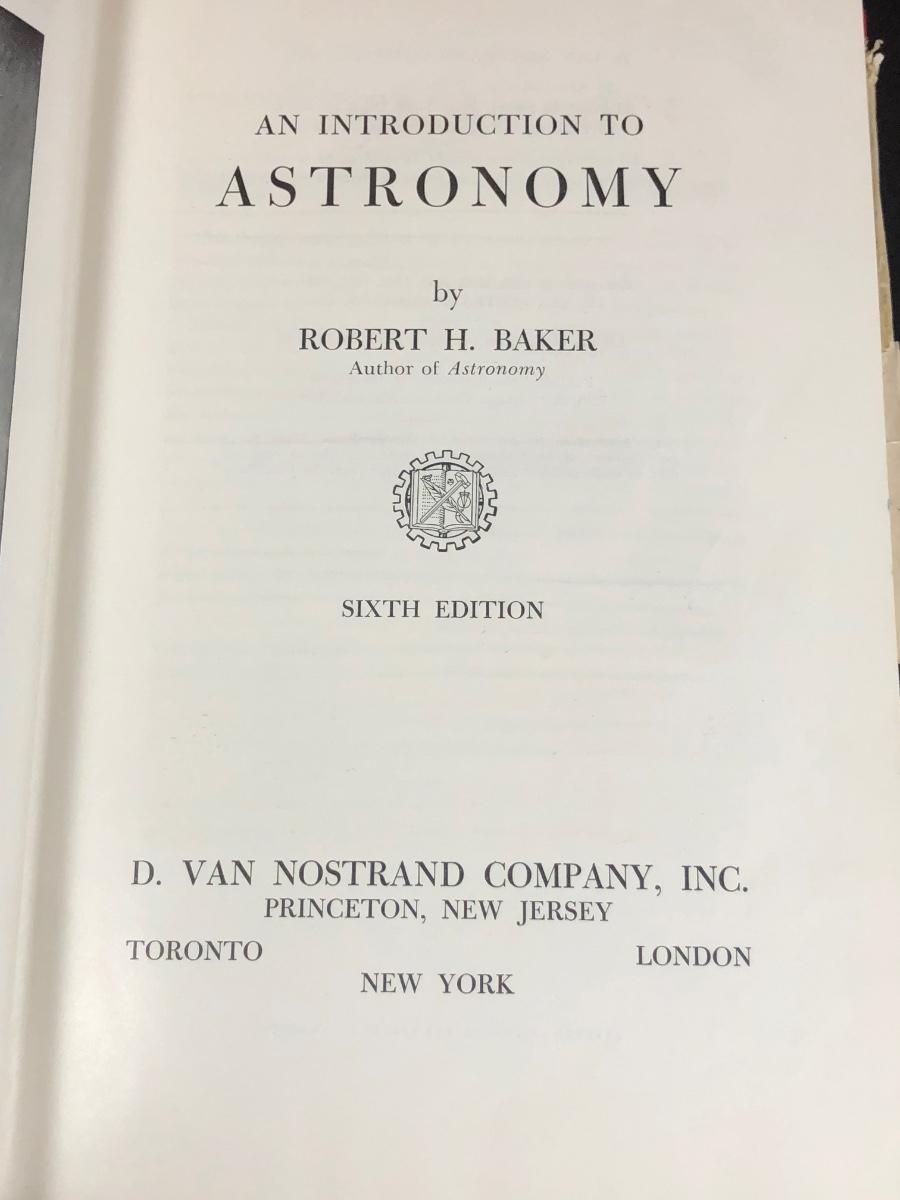 AN INTRODUCTION TO
ASTRONOMY
by
ROBERT H. BAKER
Author of Astronomy
SIXTH EDITION
D. VAN NOSTRAND COMPANY, INC.
PRINCETON, NEW JERSEY
TORONTO LONDON
NEW YORK